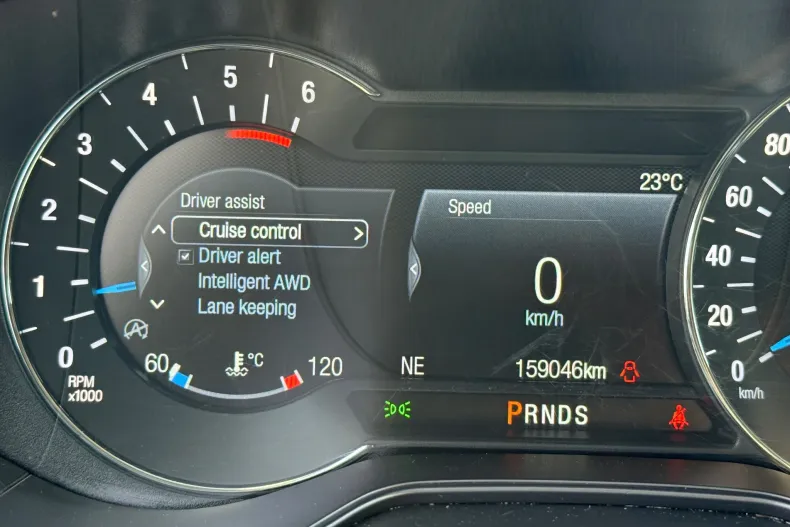 6
5
4
3
2
1
0
RPM
x1000
Driver assist
Cruise control
Driver alert
Intelligent AWD
Lane keeping
60 °C 120
23°C
Speed
0
km/h
NE 159046km
PRNDS
80
60
40
20
0
km/h